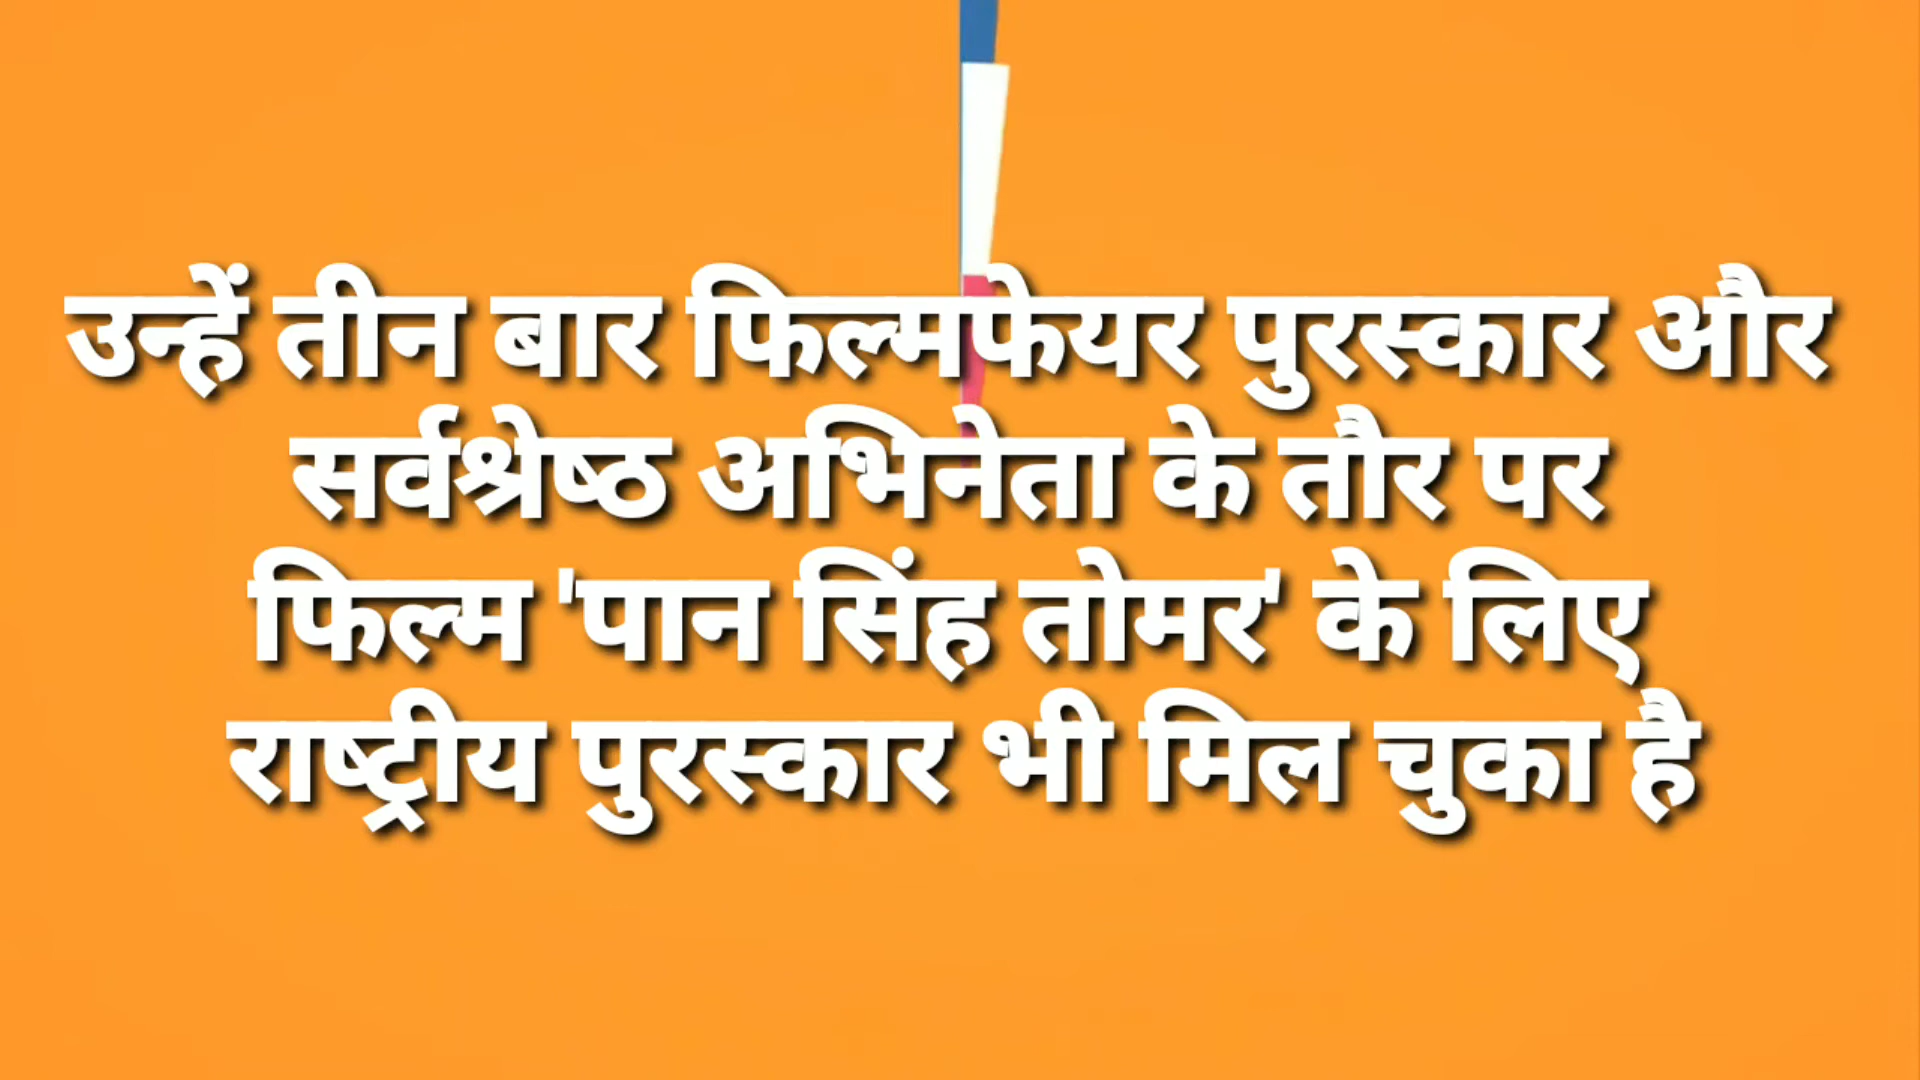 उन्हें तीन बार फिल्मफेयर पुरस्कार और
सर्वश्रेष्ठ अभिनेता के तौर पर
फिल्म 'पान सिंह तोमर' के लिए
राष्ट्रीय पुरस्कार भी मिल चुका है